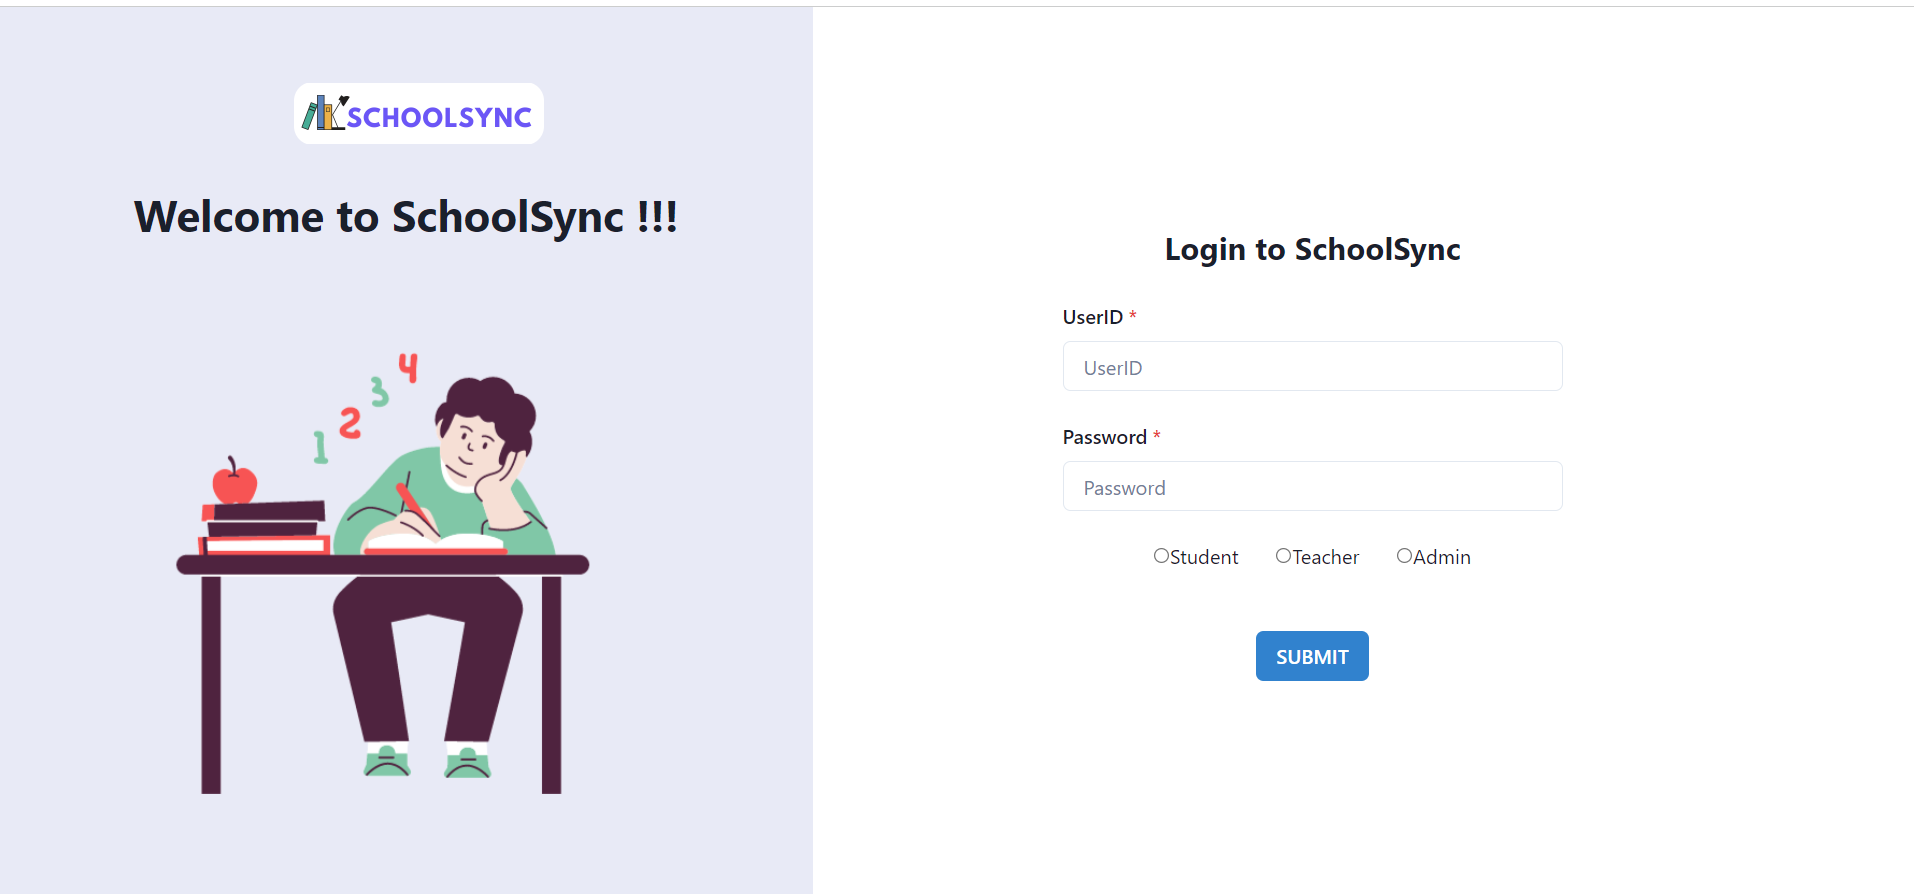 SCHOOLSYNC
Welcome to SchoolSync !!!
1
2
3
4
Login to SchoolSync
UserID *
UserID
Password *
Password
Student Teacher Admin
SUBMIT